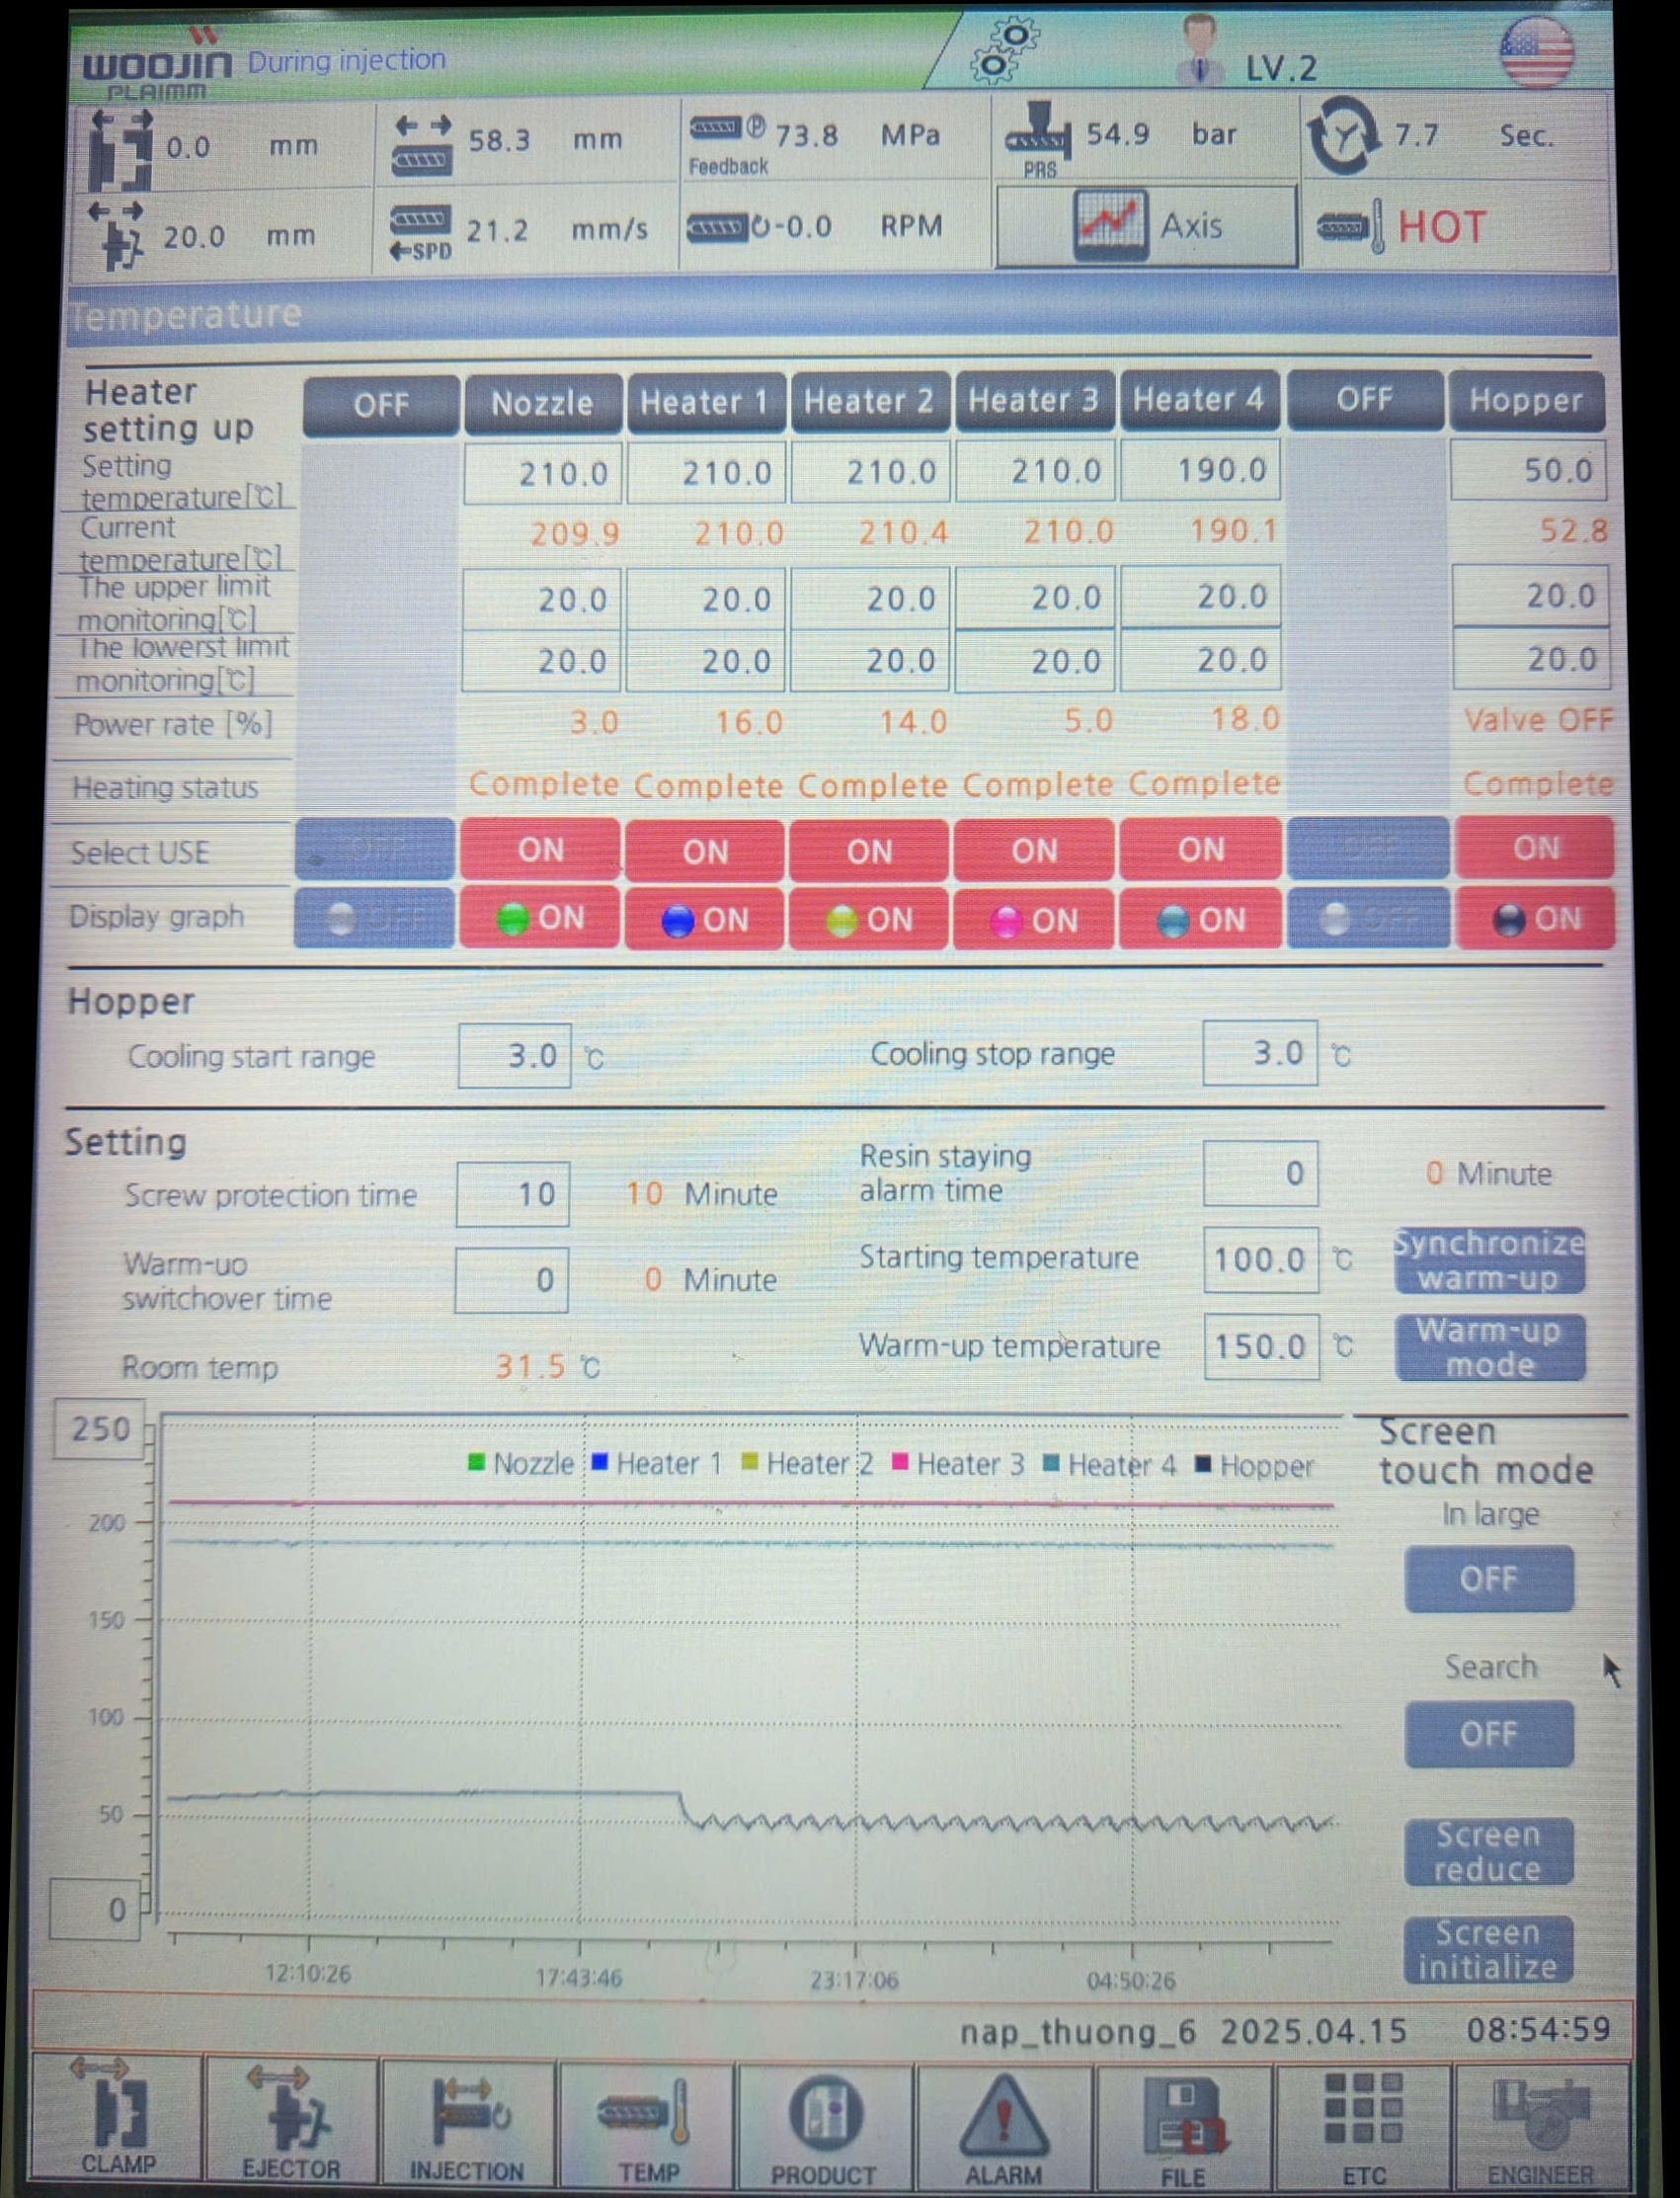 WOOJIN During injection LV.2
PLAIMM
0.0 mm 58.3 mm P 73.8 MPa 54.9 bar 7.7 Sec.
Feedback PRS
20.0 mm 21.2 mm/s -0.0 RPM Axis HOT
←SPD
Temperature
Heater
setting up
OFF Nozzle Heater 1 Heater 2 Heater 3 Heater 4 OFF Hopper
Setting
temperature[℃] 210.0 210.0 210.0 210.0 190.0 50.0
Current
temperature[℃] 209.9 210.0 210.4 210.0 190.1 52.8
The upper limit
monitoring[℃] 20.0 20.0 20.0 20.0 20.0 20.0
The lowerst limit
monitoring[℃] 20.0 20.0 20.0 20.0 20.0 20.0
Power rate [%] 3.0 16.0 14.0 5.0 18.0 Valve OFF
Heating status Complete Complete Complete Complete Complete Complete
Select USE OFF ON ON ON ON ON OFF ON
Display graph OFF ON ON ON ON ON OFF ON
Hopper
Cooling start range 3.0 ℃ Cooling stop range 3.0 ℃
Setting
Screw protection time 10 10 Minute
Resin staying
alarm time 0 0 Minute
Warm-uo
switchover time 0 0 Minute
Starting temperature 100.0 ℃
Synchronize
warm-up
Room temp 31.5 ℃
Warm-up temperature 150.0 ℃
Warm-up
mode
250
Nozzle Heater 1 Heater 2 Heater 3 Heater 4 Hopper
200
150
100
50
0
12:10:26 17:43:46 23:17:06 04:50:26
Screen
touch mode
In large
OFF
Search
OFF
Screen
reduce
Screen
initialize
nap_thuong_6 2025.04.15 08:54:59
CLAMP EJECTOR INJECTION TEMP PRODUCT ALARM FILE ETC ENGINEER